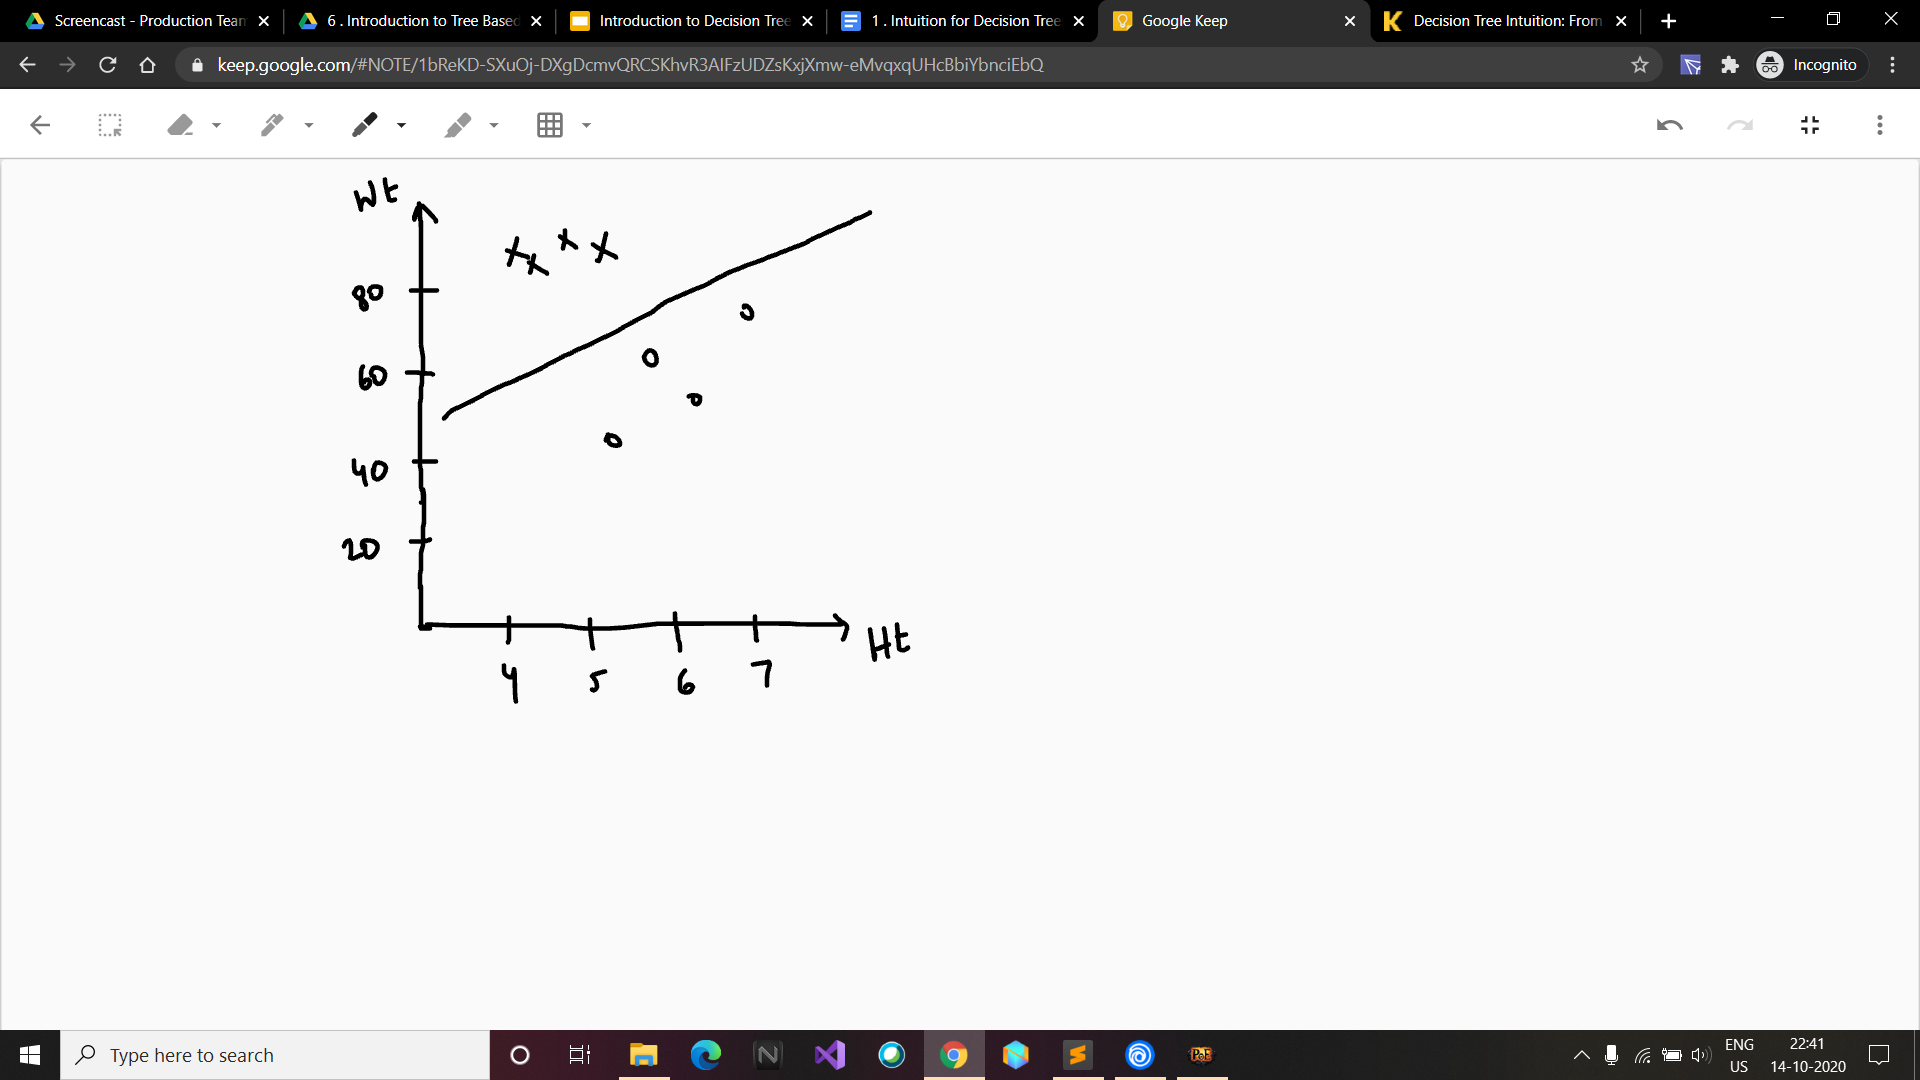 Screencast - Production Team
6 . Introduction to Tree Based
Introduction to Decision Tree
1 . Intuition for Decision Tree
Google Keep
Decision Tree Intuition: From
keep.google.com/#NOTE/1bReKD-SXuOj-DXgDcmvQRCSKhvR3AIFzUDZsKxjXmw-eMvqxqUHcBbiYbnciEbQ
Incognito
Wt
80
60
40
20
4 5 6 7
Ht
Type here to search
ENG
US
22:41
14-10-2020